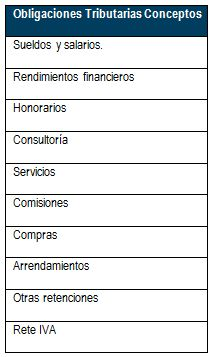 Obligaciones Tributarias Conceptos
Sueldos y salarios.
Rendimientos financieros
Honorarios
Consultoría
Servicios
Comisiones
Compras
Arrendamientos
Otras retenciones
Rete IVA